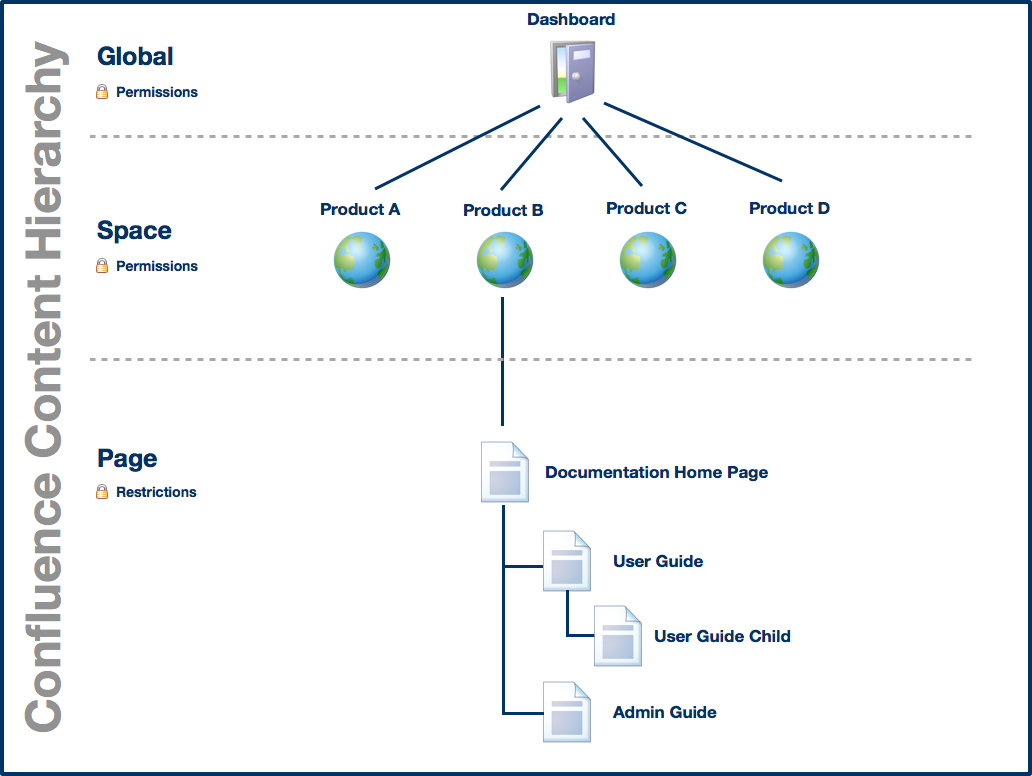 Confluence Content Hierarchy
Dashboard
Global
Permissions
Product A
Product B
Product C
Product D
Space
Permissions
Page
Restrictions
Documentation Home Page
User Guide
User Guide Child
Admin Guide